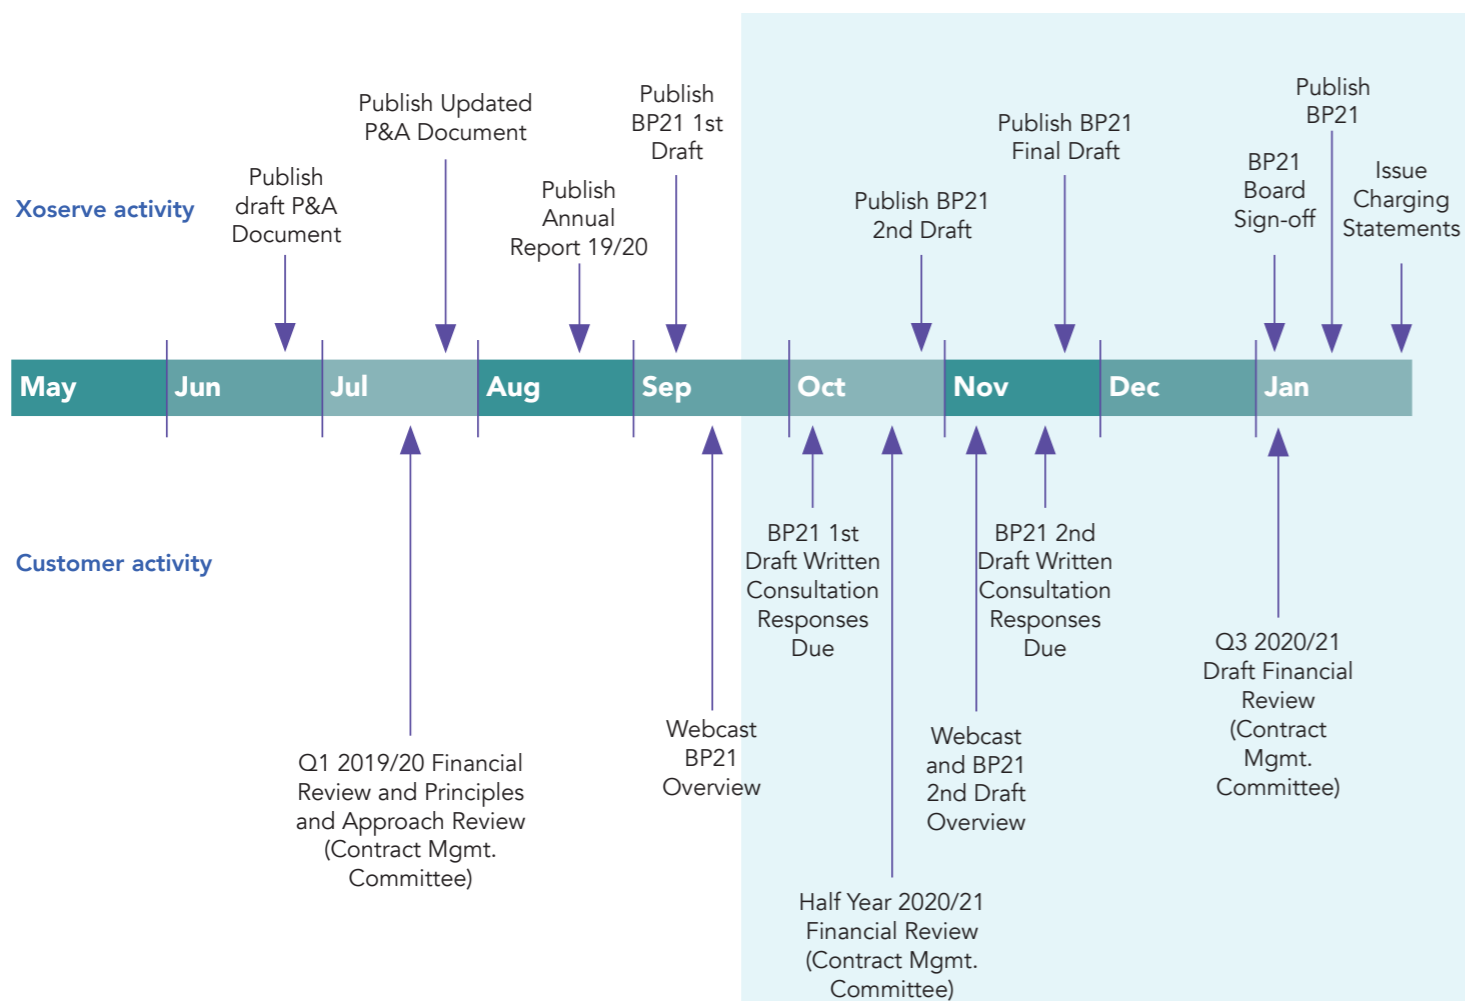 Xoserve activity
Publish
draft P&A
Document
Publish Updated
P&A Document
Publish
Annual
Report 19/20
Publish
BP21 1st
Draft
Publish BP21
2nd Draft
Publish BP21
Final Draft
BP21
Board
Sign-off
Publish
BP21
Issue
Charging
Statements
May
Jun
Jul
Aug
Sep
Oct
Nov
Dec
Jan
Customer activity
Q1 2019/20 Financial
Review and Principles
and Approach Review
(Contract Mgmt.
Committee)
Webcast
BP21
Overview
BP21 1st
Draft Written
Consultation
Responses
Due
Half Year 2020/21
Financial Review
(Contract Mgmt.
Committee)
Webcast
and BP21
2nd Draft
Overview
BP21 2nd
Draft Written
Consultation
Responses
Due
Q3 2020/21
Draft Financial
Review
(Contract
Mgmt.
Committee)